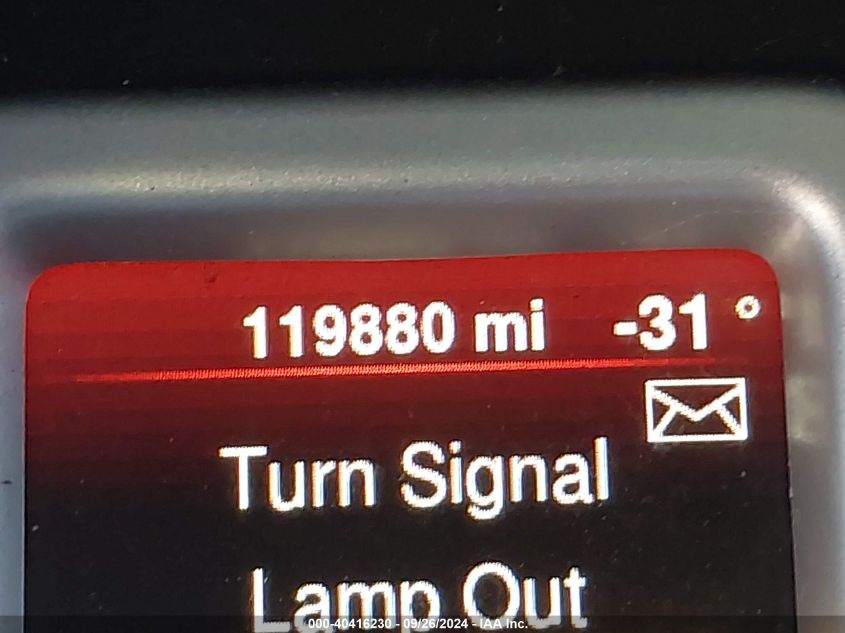 119880 mi -31 °
Turn Signal
Lamp Out
000-40416230 - 09/26/2024 - IAA Inc.